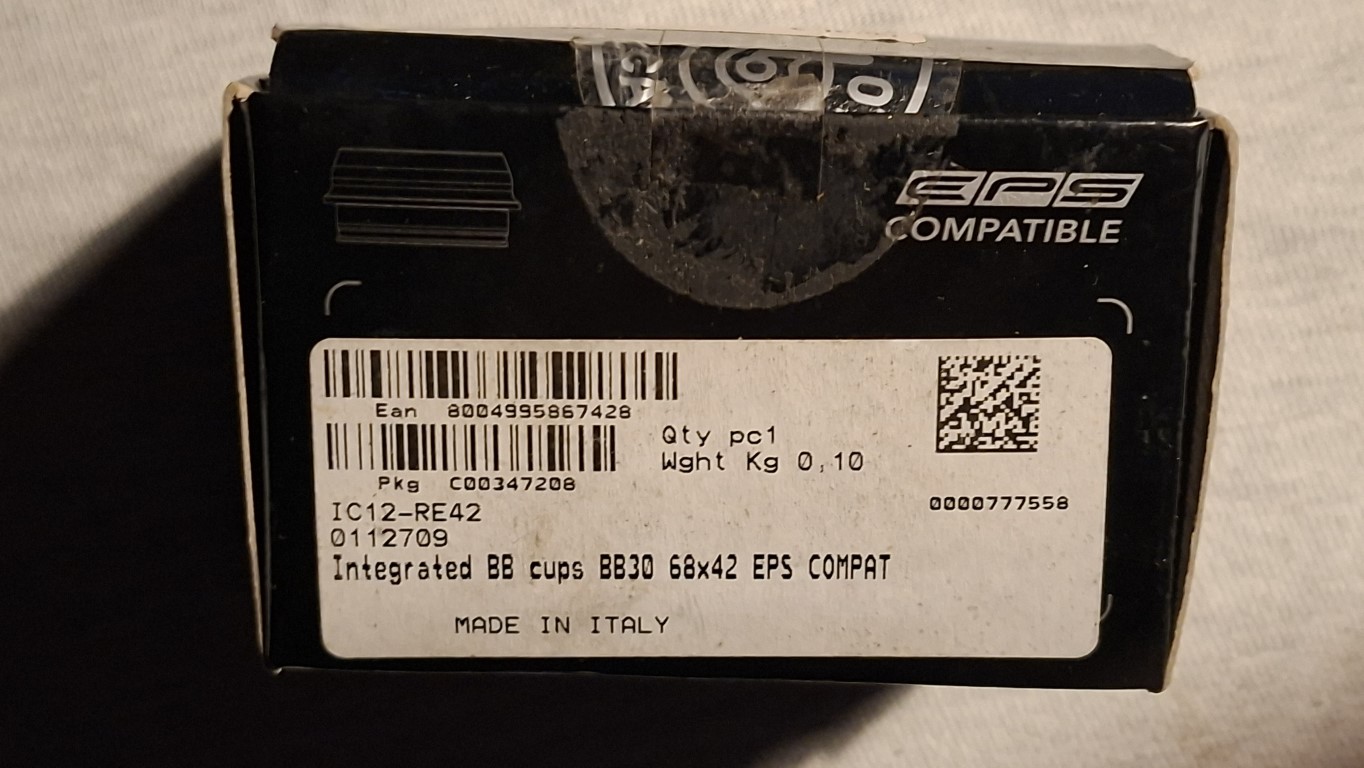 EPS
COMPATIBLE
Ean 8004995867428
Pkg C00347208
Qty pc1
Wght Kg 0,10
0000777558
IC12-RE42
0112709
Integrated BB cups BB30 68x42 EPS COMPAT
MADE IN ITALY